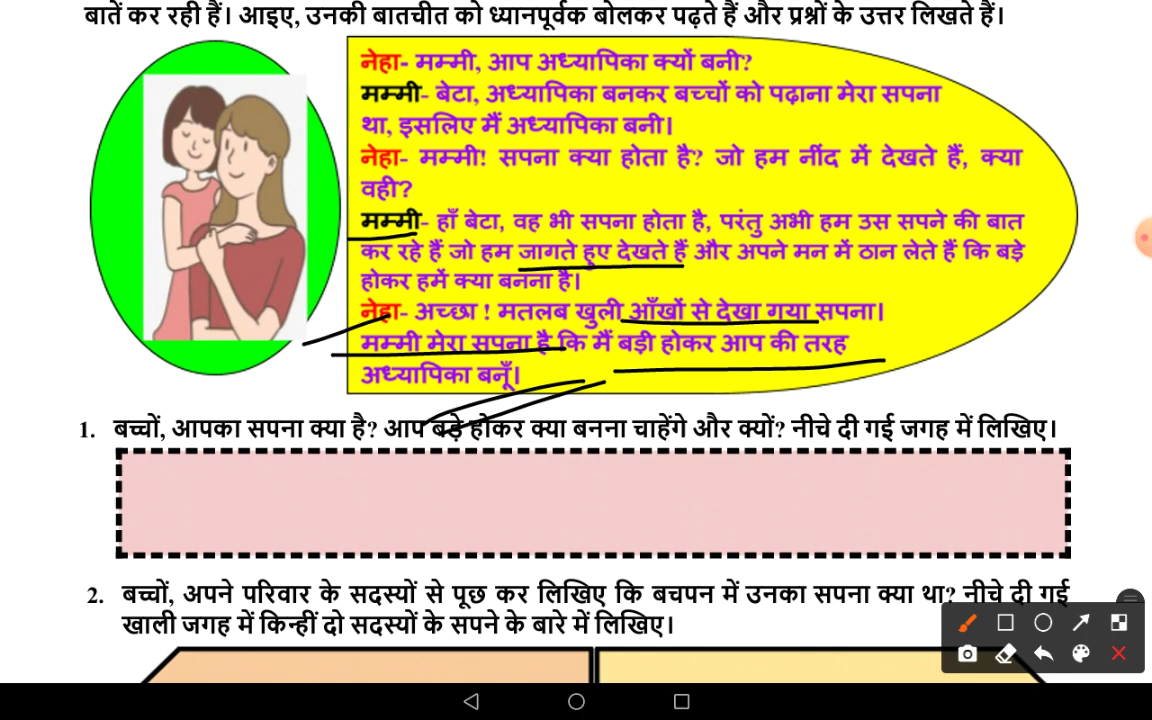 बातें कर रही हैं। आइए, उनकी बातचीत को ध्यानपूर्वक बोलकर पढ़ते हैं और प्रश्नों के उत्तर लिखते हैं।
नेहा- मम्मी, आप अध्यापिका क्यों बनी?
मम्मी- बेटा, अध्यापिका बनकर बच्चों को पढ़ाना मेरा सपना
था, इसलिए मैं अध्यापिका बनी।
नेहा- मम्मी! सपना क्या होता है? जो हम नींद में देखते हैं, क्या
वही?
मम्मी- हाँ बेटा, वह भी सपना होता है, परंतु अभी हम उस सपने की बात
कर रहे हैं जो हम जागते हुए देखते हैं और अपने मन में ठान लेते हैं कि बड़े
होकर हमें क्या बनना है।
नेहा- अच्छा ! मतलब खुली आँखों से देखा गया सपना।
मम्मी मेरा सपना है कि मैं बड़ी होकर आप की तरह
अध्यापिका बनूँ।
1. बच्चों, आपका सपना क्या है? आप बड़े होकर क्या बनना चाहेंगे और क्यों? नीचे दी गई जगह में लिखिए।
2. बच्चों, अपने परिवार के सदस्यों से पूछ कर लिखिए कि बचपन में उनका सपना क्या था? नीचे दी गई
खाली जगह में किन्हीं दो सदस्यों के सपने के बारे में लिखिए।